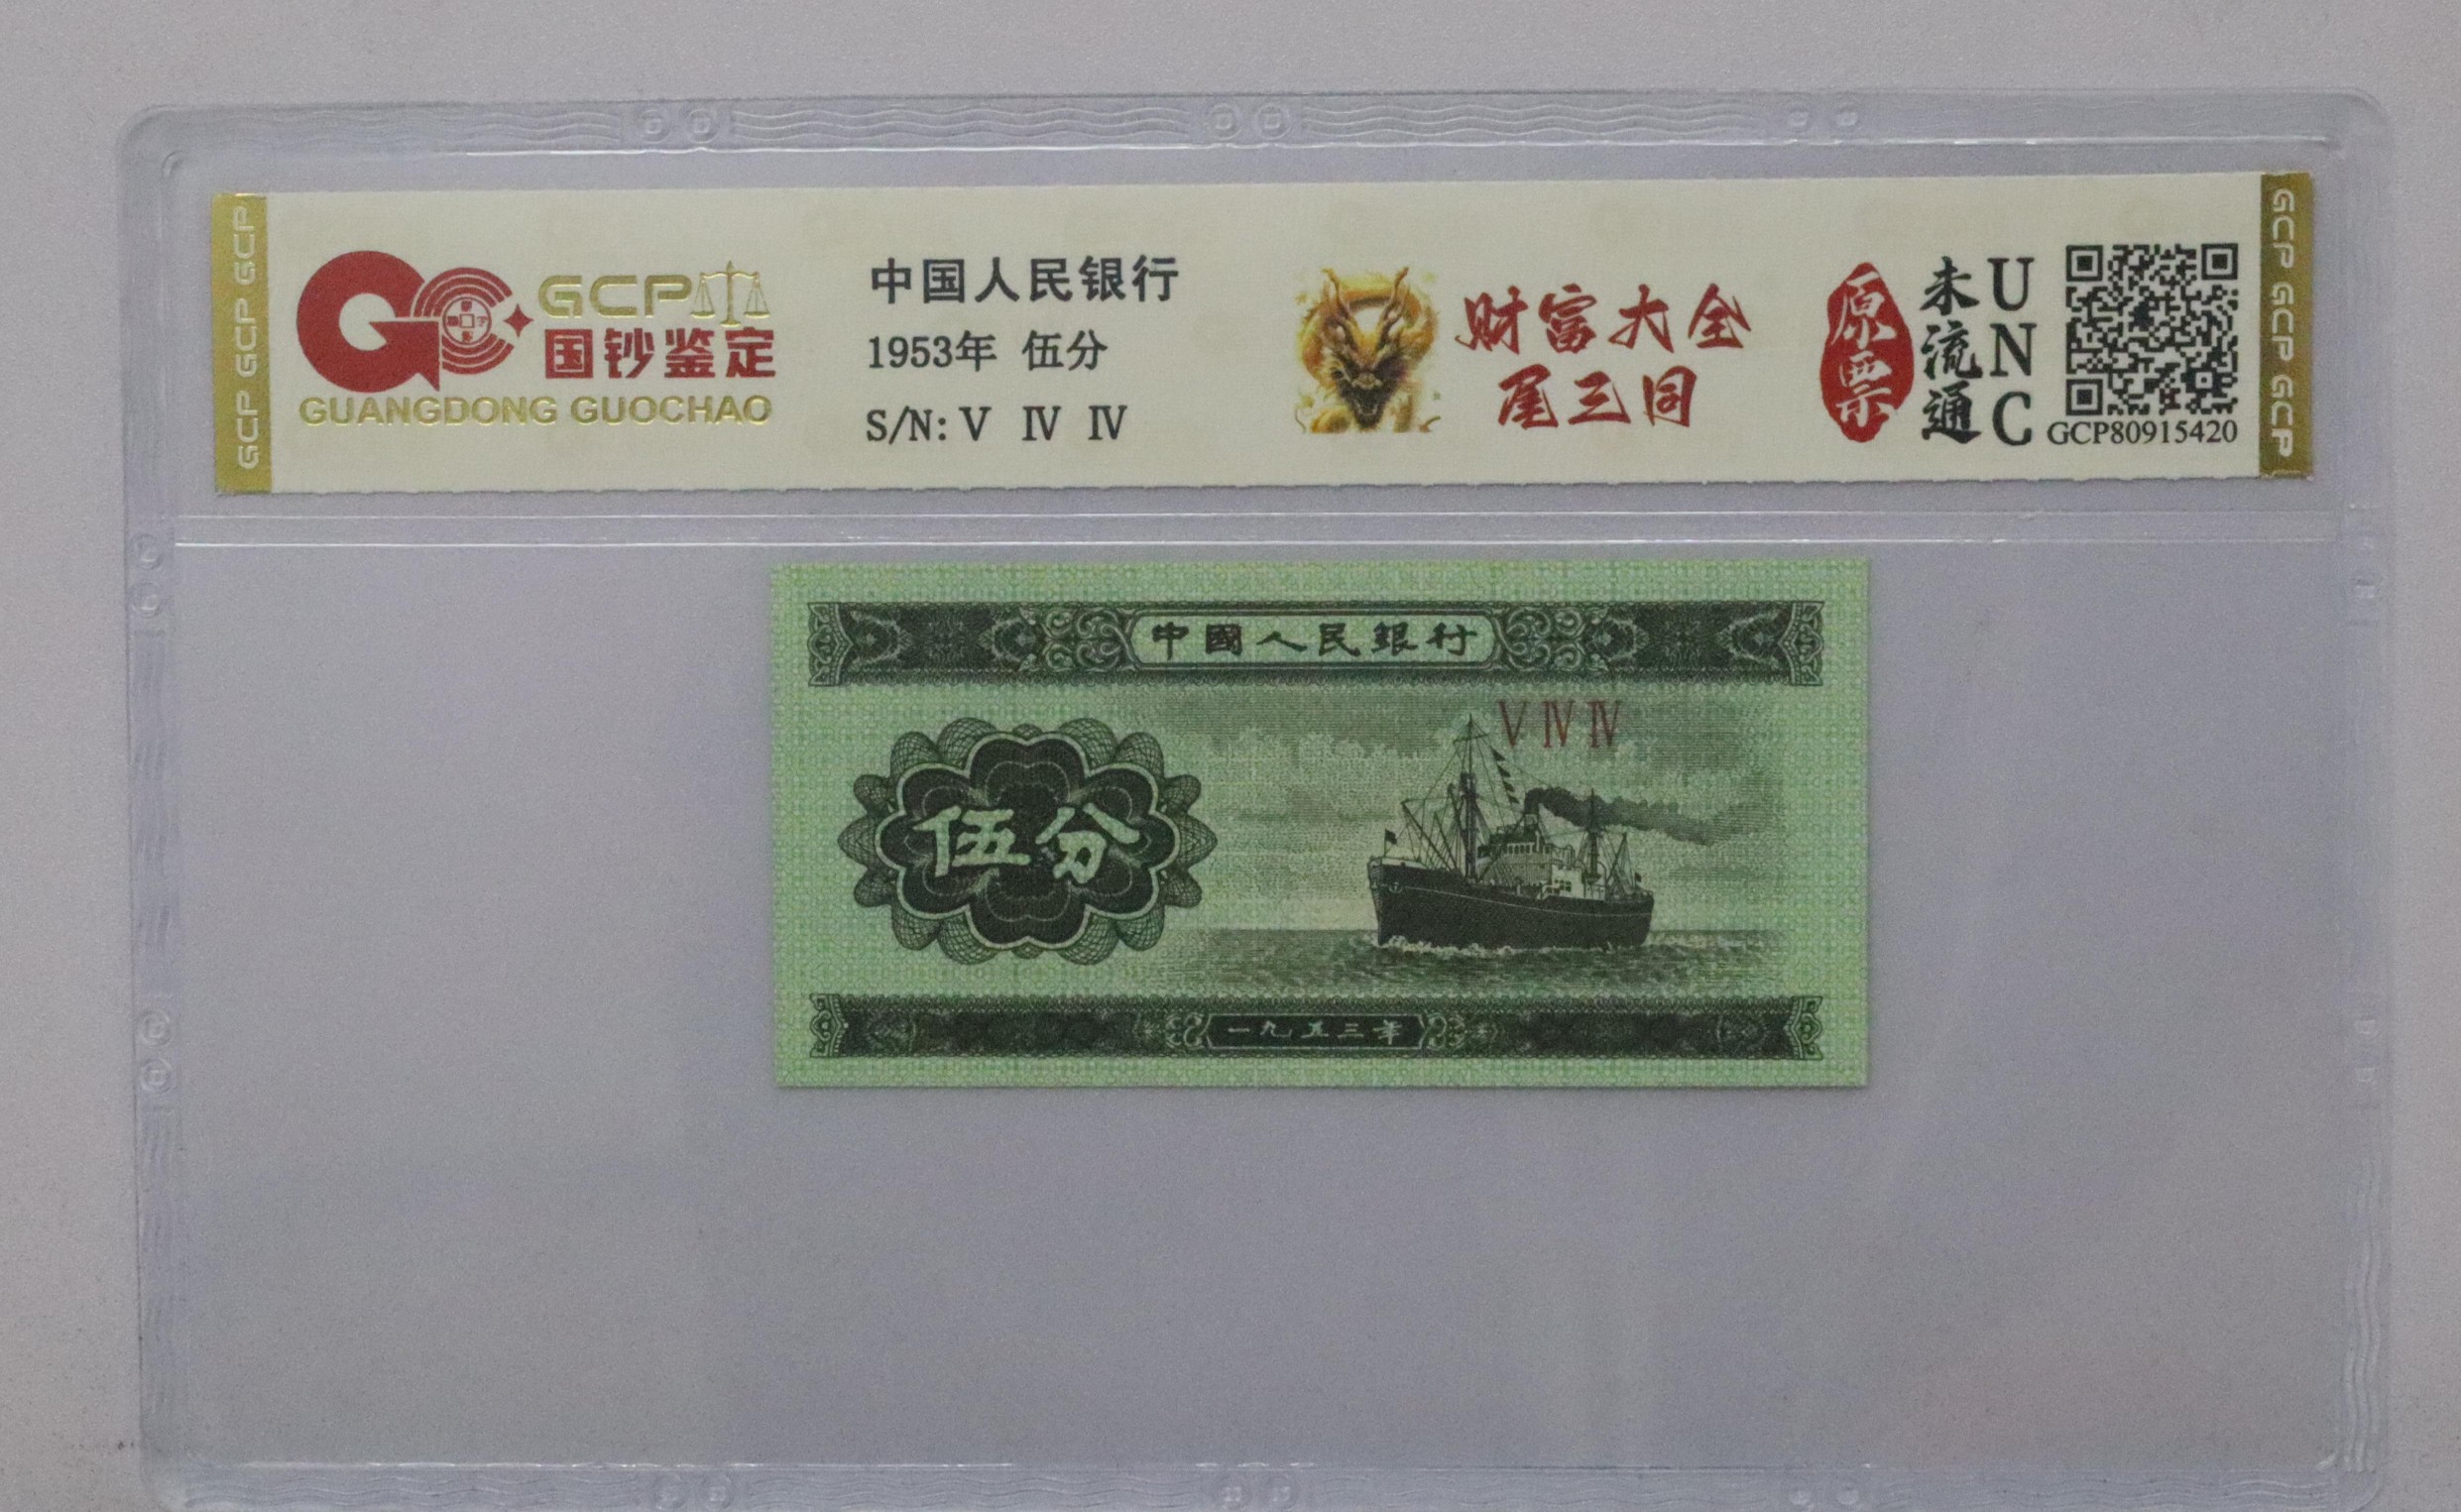 GCP GCP GCP
GCP
国钞鉴定
GUANGDONG GUOCHAO
中国人民银行
1953年 伍分
S/N: Ⅴ Ⅳ Ⅳ
财富大全
尾三同
原票
未流通
UNC
GCP80915420
GCP GCP GCP
中國人民銀行
Ⅴ Ⅳ Ⅳ
伍分
一九五三年